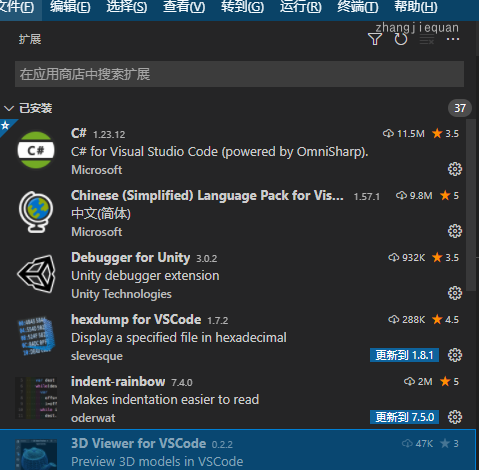 文件(F) 编辑(E) 选择(S) 查看(V) 转到(G) 运行(R) 终端(T) 帮助(H)
zhangjiequan
扩展
在应用商店中搜索扩展
已安装 37
C# 1.23.12 11.5M 3.5
C#
C# for Visual Studio Code (powered by OmniSharp).
Microsoft
Chinese (Simplified) Language Pack for Vis... 1.57.1 9.8M 5
中文(简体)
Microsoft
Debugger for Unity 3.0.2 932K 3.5
Unity debugger extension
Unity Technologies
hexdump for VSCode 1.7.2 288K 4.5
Display a specified file in hexadecimal
slevesque 更新到 1.8.1
indent-rainbow 7.4.0 2M 5
Makes indentation easier to read
oderwat 更新到 7.5.0
3D Viewer for VSCode 0.2.2 47K 3
Preview 3D models in VSCode